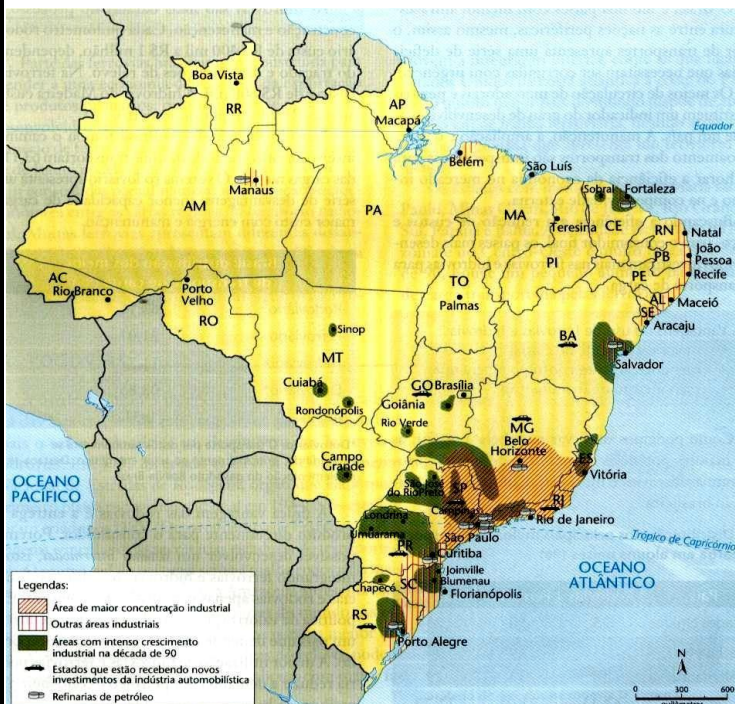 Boa Vista
RR
AP
Macapá
Equador
Belém
São Luís
Manaus
Sobral
Fortaleza
AM
PA
MA
Teresina
CE
RN
Natal
PB
João
Pessoa
PI
PE
Recife
AC
Rio Branco
Porto
Velho
TO
Palmas
AL
Maceió
SE
Aracaju
RO
Sinop
BA
MT
Salvador
Cuiabá
GO
Brasília
Rondonópolis
Goiânia
Rio Verde
MG
Belo
Horizonte
Campo
Grande
ES
Vitória
OCEANO
PACÍFICO
São José
do Rio Preto
SP
RJ
Campinas
Rio de Janeiro
Londrina
São Paulo
Umuarama
Trópico de Capricórnio
PR
Curitiba
OCEANO
ATLÂNTICO
Joinville
Chapecó
SC
Blumenau
Florianópolis
RS
Porto Alegre
Legendas:
Área de maior concentração industrial
Outras áreas industriais
Áreas com intenso crescimento
industrial na década de 90
Estados que estão recebendo novos
investimentos da indústria automobilística
Refinarias de petróleo
N
0 300 600
quilômetros